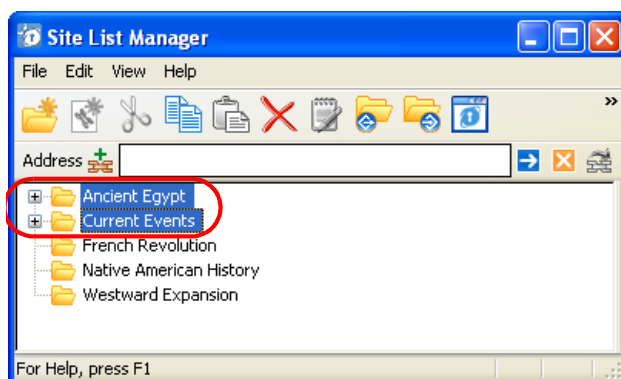 Site List Manager
File Edit View Help
»
Address
Ancient Egypt
Current Events
French Revolution
Native American History
Westward Expansion
For Help, press F1